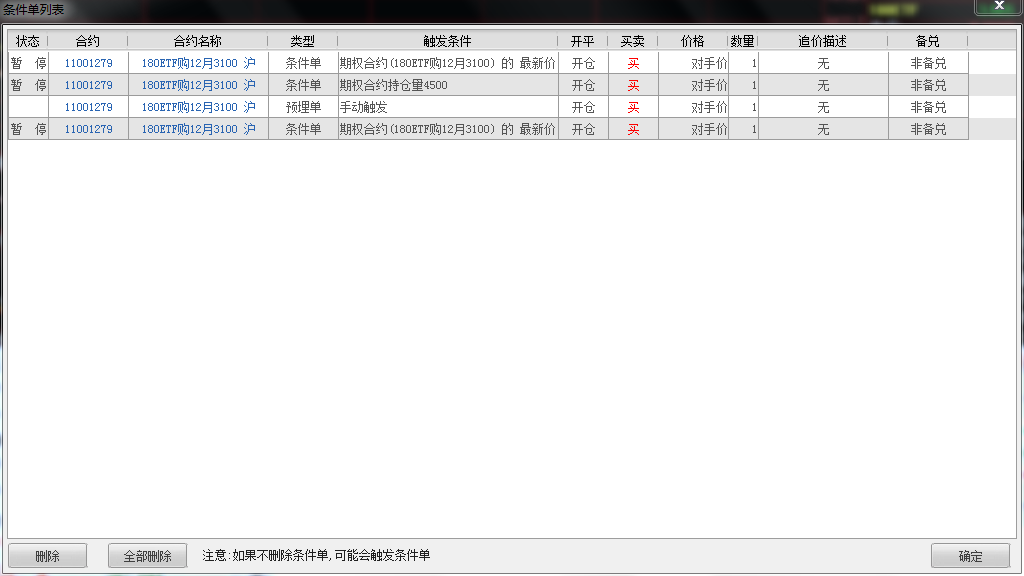 条件单列表
x
状态 合约 合约名称 类型 触发条件 开平 买卖 价格 数量 追价描述 备兑
暂 停 11001279 180ETF购12月3100 沪 条件单 期权合约(180ETF购12月3100) 的 最新价 开仓 买 对手价 1 无 非备兑
暂 停 11001279 180ETF购12月3100 沪 条件单 期权合约持仓量4500 开仓 买 对手价 1 无 非备兑
11001279 180ETF购12月3100 沪 预埋单 手动触发 开仓 买 对手价 1 无 非备兑
暂 停 11001279 180ETF购12月3100 沪 条件单 期权合约(180ETF购12月3100) 的 最新价 开仓 买 对手价 1 无 非备兑
删除 全部删除 注意:如果不删除条件单,可能会触发条件单 确定